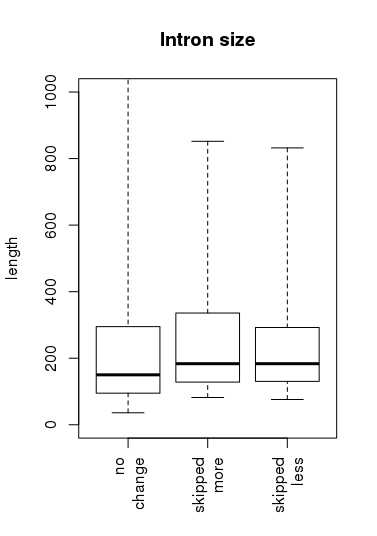 Intron size
length
1000
800
600
400
200
0
no
change
skipped
more
skipped
less